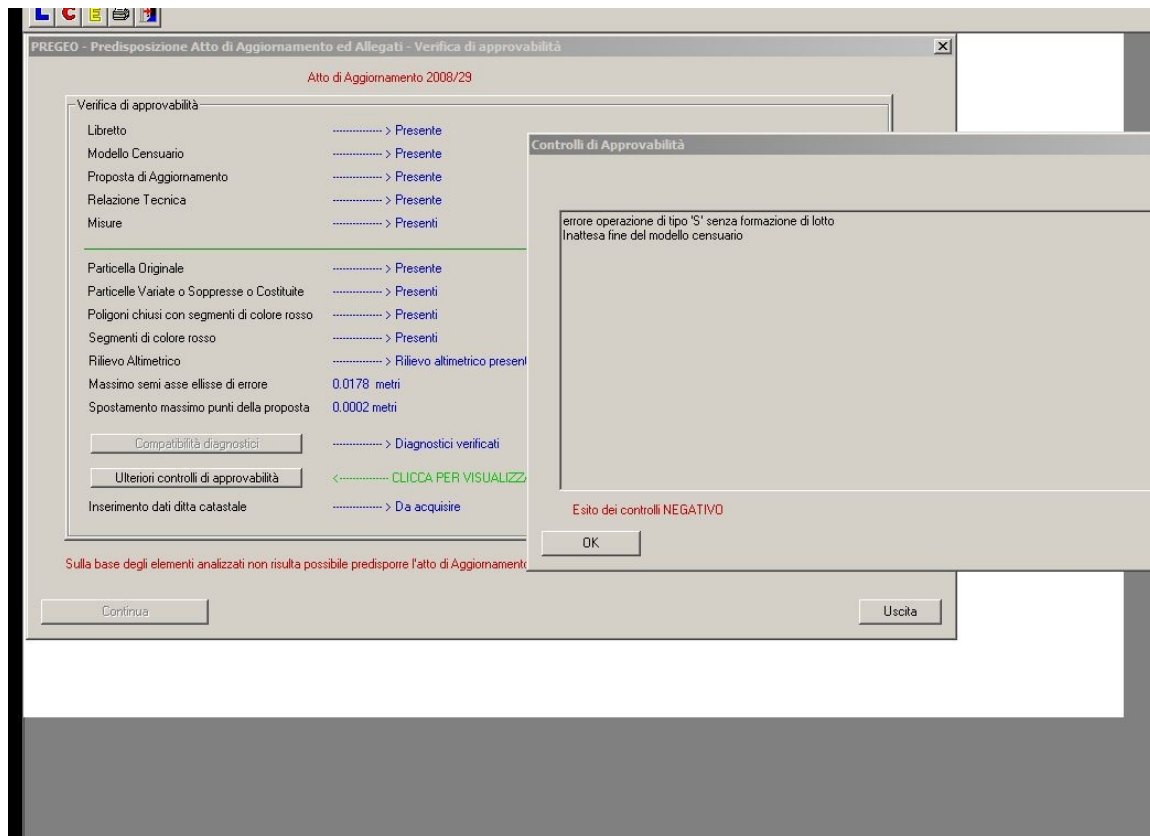 L C E
PREGEO - Predisposizione Atto di Aggiornamento ed Allegati - Verifica di approvabilità
Atto di Aggiornamento 2008/29
Verifica di approvabilità
Libretto -------------- > Presente
Modello Censuario -------------- > Presente
Proposta di Aggiornamento -------------- > Presente
Relazione Tecnica -------------- > Presente
Misure -------------- > Presenti
Particella Originale -------------- > Presente
Particelle Variate o Soppresse o Costituite -------------- > Presenti
Poligoni chiusi con segmenti di colore rosso -------------- > Presenti
Segmenti di colore rosso -------------- > Presenti
Rilievo Altimetrico -------------- > Rilievo altimetrico present
Massimo semi asse ellisse di errore 0.0178 metri
Spostamento massimo punti della proposta 0.0002 metri
Compatibilità diagnostici -------------- > Diagnostici verificati
Ulteriori controlli di approvabilità <-------------- CLICCA PER VISUALIZZ
Inserimento dati ditta catastale -------------- > Da acquisire
Sulla base degli elementi analizzati non risulta possibile predisporre l'atto di Aggiornamento
Continua
Uscita
Controlli di Approvabilità
errore operazione di tipo 'S' senza formazione di lotto
Inattesa fine del modello censuario
Esito dei controlli NEGATIVO
OK